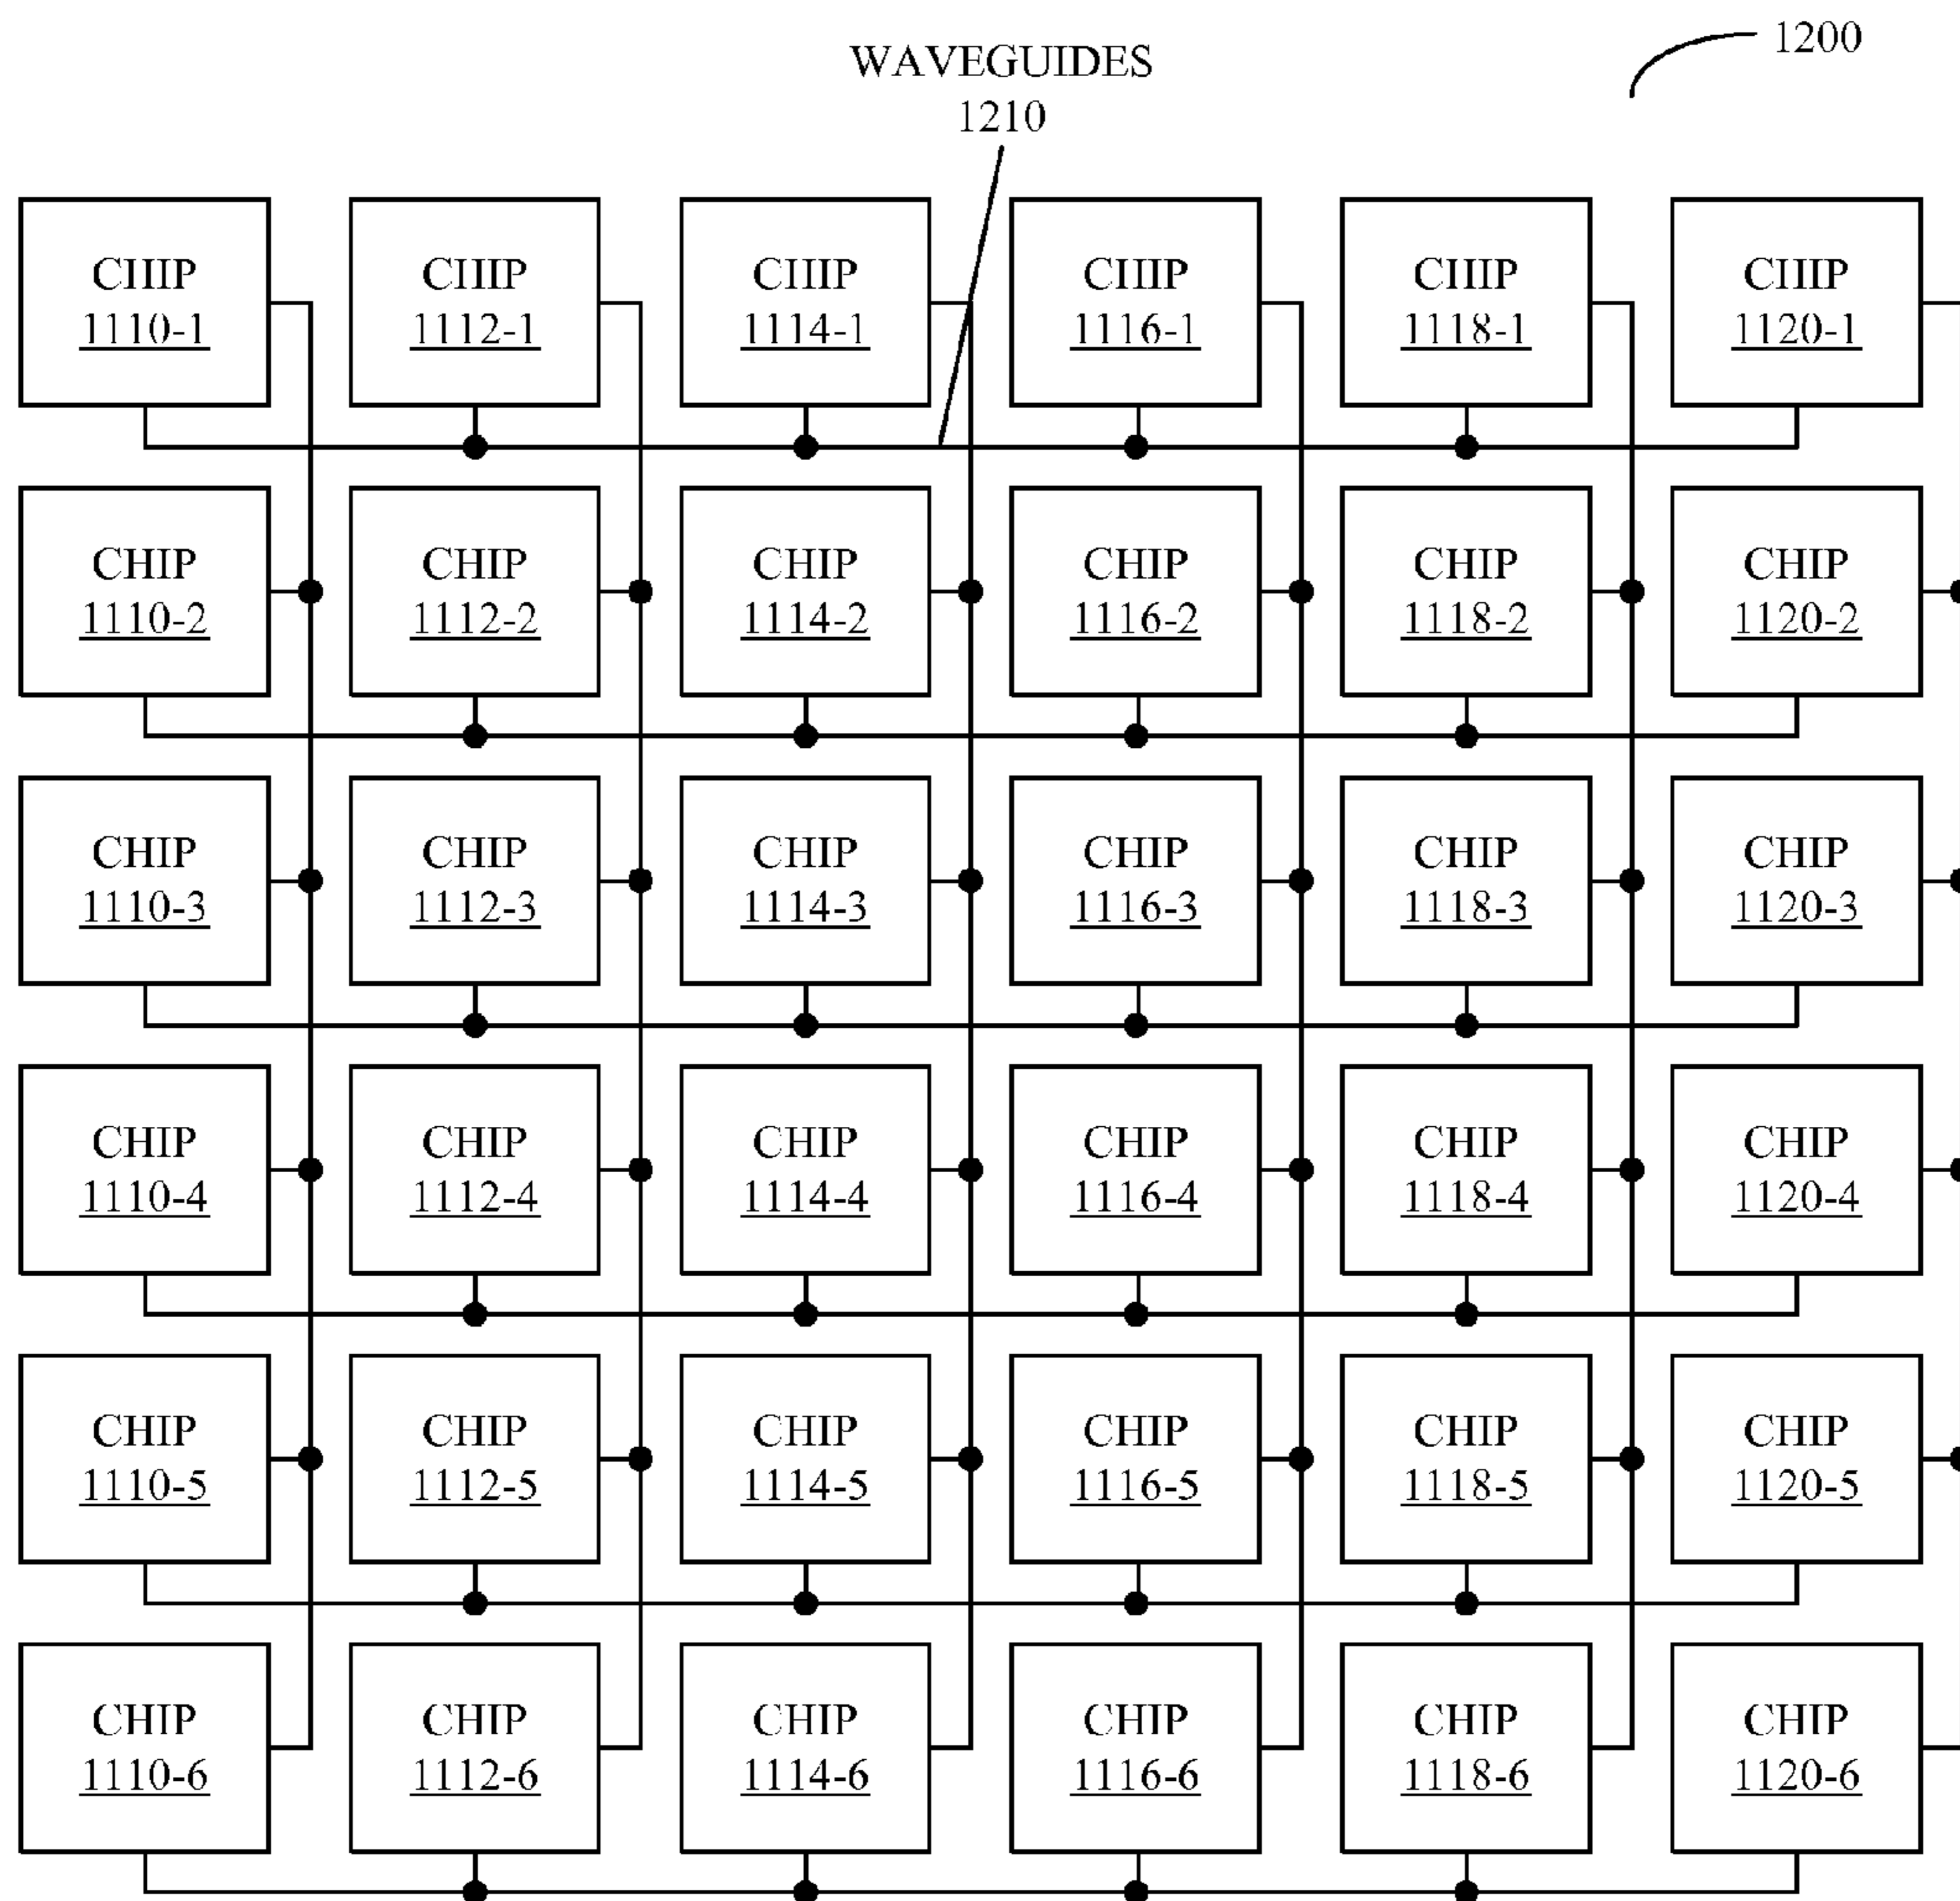 1200
WAVEGUIDES
1210
CHIP
1110-1
CHIP
1112-1
CHIP
1114-1
CHIP
1116-1
CHIP
1118-1
CHIP
1120-1
CHIP
1110-2
CHIP
1112-2
CHIP
1114-2
CHIP
1116-2
CHIP
1118-2
CHIP
1120-2
CHIP
1110-3
CHIP
1112-3
CHIP
1114-3
CHIP
1116-3
CHIP
1118-3
CHIP
1120-3
CHIP
1110-4
CHIP
1112-4
CHIP
1114-4
CHIP
1116-4
CHIP
1118-4
CHIP
1120-4
CHIP
1110-5
CHIP
1112-5
CHIP
1114-5
CHIP
1116-5
CHIP
1118-5
CHIP
1120-5
CHIP
1110-6
CHIP
1112-6
CHIP
1114-6
CHIP
1116-6
CHIP
1118-6
CHIP
1120-6